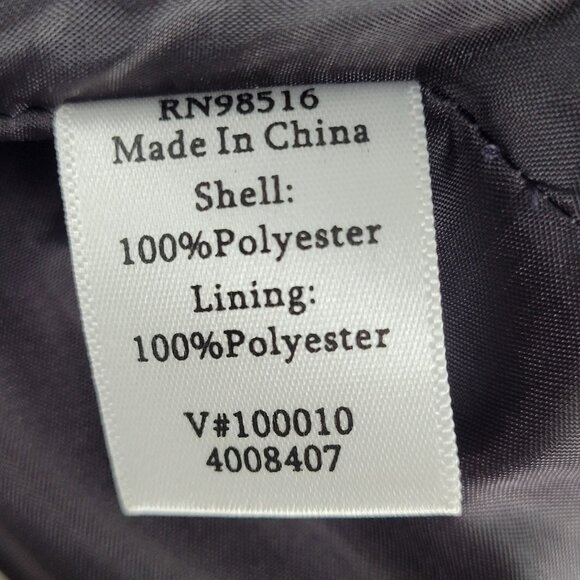 RN98516
Made In China
Shell:
100%Polyester
Lining:
100%Polyester
V#100010
4008407